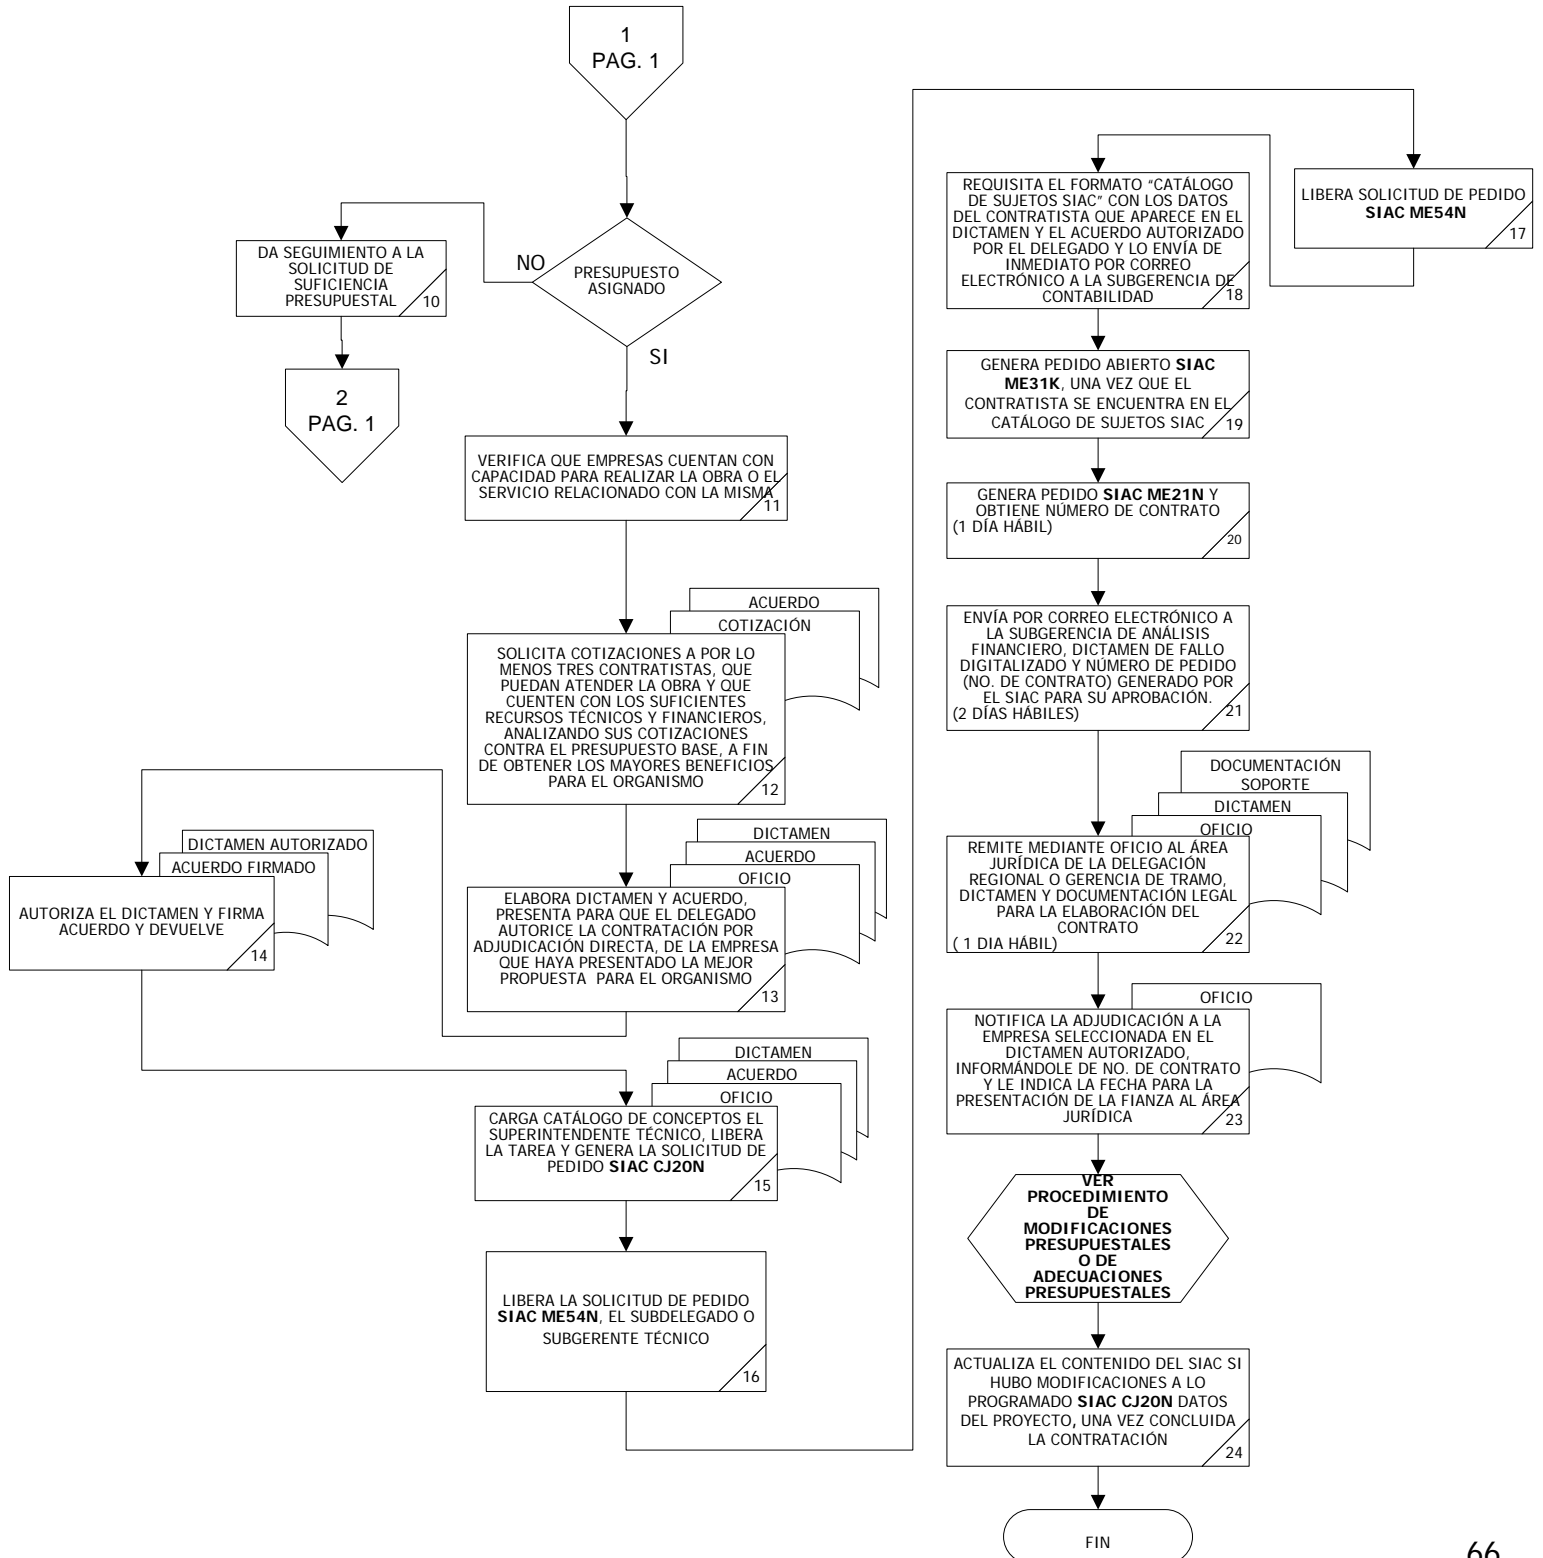 1
PAG. 1
PRESUPUESTO
ASIGNADO
NO
SI
DA SEGUIMIENTO A LA
SOLICITUD DE
SUFICIENCIA
PRESUPUESTAL
10
2
PAG. 1
VERIFICA QUE EMPRESAS CUENTAN CON
CAPACIDAD PARA REALIZAR LA OBRA O EL
SERVICIO RELACIONADO CON LA MISMA
11
ACUERDO
COTIZACIÓN
SOLICITA COTIZACIONES A POR LO
MENOS TRES CONTRATISTAS, QUE
PUEDAN ATENDER LA OBRA Y QUE
CUENTEN CON LOS SUFICIENTES
RECURSOS TÉCNICOS Y FINANCIEROS,
ANALIZANDO SUS COTIZACIONES
CONTRA EL PRESUPUESTO BASE, A FIN
DE OBTENER LOS MAYORES BENEFICIOS
PARA EL ORGANISMO
12
DICTAMEN
ACUERDO
OFICIO
ELABORA DICTAMEN Y ACUERDO,
PRESENTA PARA QUE EL DELEGADO
AUTORICE LA CONTRATACIÓN POR
ADJUDICACIÓN DIRECTA, DE LA EMPRESA
QUE HAYA PRESENTADO LA MEJOR
PROPUESTA PARA EL ORGANISMO
13
DICTAMEN AUTORIZADO
ACUERDO FIRMADO
AUTORIZA EL DICTAMEN Y FIRMA
ACUERDO Y DEVUELVE
14
DICTAMEN
ACUERDO
OFICIO
CARGA CATÁLOGO DE CONCEPTOS EL
SUPERINTENDENTE TÉCNICO, LIBERA
LA TAREA Y GENERA LA SOLICITUD DE
PEDIDO SIAC CJ20N
15
LIBERA LA SOLICITUD DE PEDIDO
SIAC ME54N, EL SUBDELEGADO O
SUBGERENTE TÉCNICO
16
LIBERA SOLICITUD DE PEDIDO
SIAC ME54N
17
REQUISITA EL FORMATO “CATÁLOGO
DE SUJETOS SIAC” CON LOS DATOS
DEL CONTRATISTA QUE APARECE EN EL
DICTAMEN Y EL ACUERDO AUTORIZADO
POR EL DELEGADO Y LO ENVÍA DE
INMEDIATO POR CORREO
ELECTRÓNICO A LA SUBGERENCIA DE
CONTABILIDAD
18
GENERA PEDIDO ABIERTO SIAC
ME31K, UNA VEZ QUE EL
CONTRATISTA SE ENCUENTRA EN EL
CATÁLOGO DE SUJETOS SIAC
19
GENERA PEDIDO SIAC ME21N Y
OBTIENE NÚMERO DE CONTRATO
(1 DÍA HÁBIL)
20
ENVÍA POR CORREO ELECTRÓNICO A
LA SUBGERENCIA DE ANÁLISIS
FINANCIERO, DICTAMEN DE FALLO
DIGITALIZADO Y NÚMERO DE PEDIDO
(NO. DE CONTRATO) GENERADO POR
EL SIAC PARA SU APROBACIÓN.
(2 DÍAS HÁBILES)
21
DOCUMENTACIÓN
SOPORTE
DICTAMEN
OFICIO
REMITE MEDIANTE OFICIO AL ÁREA
JURÍDICA DE LA DELEGACIÓN
REGIONAL O GERENCIA DE TRAMO,
DICTAMEN Y DOCUMENTACIÓN LEGAL
PARA LA ELABORACIÓN DEL
CONTRATO
( 1 DIA HÁBIL)
22
OFICIO
NOTIFICA LA ADJUDICACIÓN A LA
EMPRESA SELECCIONADA EN EL
DICTAMEN AUTORIZADO,
INFORMÁNDOLE DE NO. DE CONTRATO
Y LE INDICA LA FECHA PARA LA
PRESENTACIÓN DE LA FIANZA AL ÁREA
JURÍDICA
23
VER
PROCEDIMIENTO
DE
MODIFICACIONES
PRESUPUESTALES
O DE
ADECUACIONES
PRESUPUESTALES
ACTUALIZA EL CONTENIDO DEL SIAC SI
HUBO MODIFICACIONES A LO
PROGRAMADO SIAC CJ20N DATOS
DEL PROYECTO, UNA VEZ CONCLUIDA
LA CONTRATACIÓN
24
FIN
66